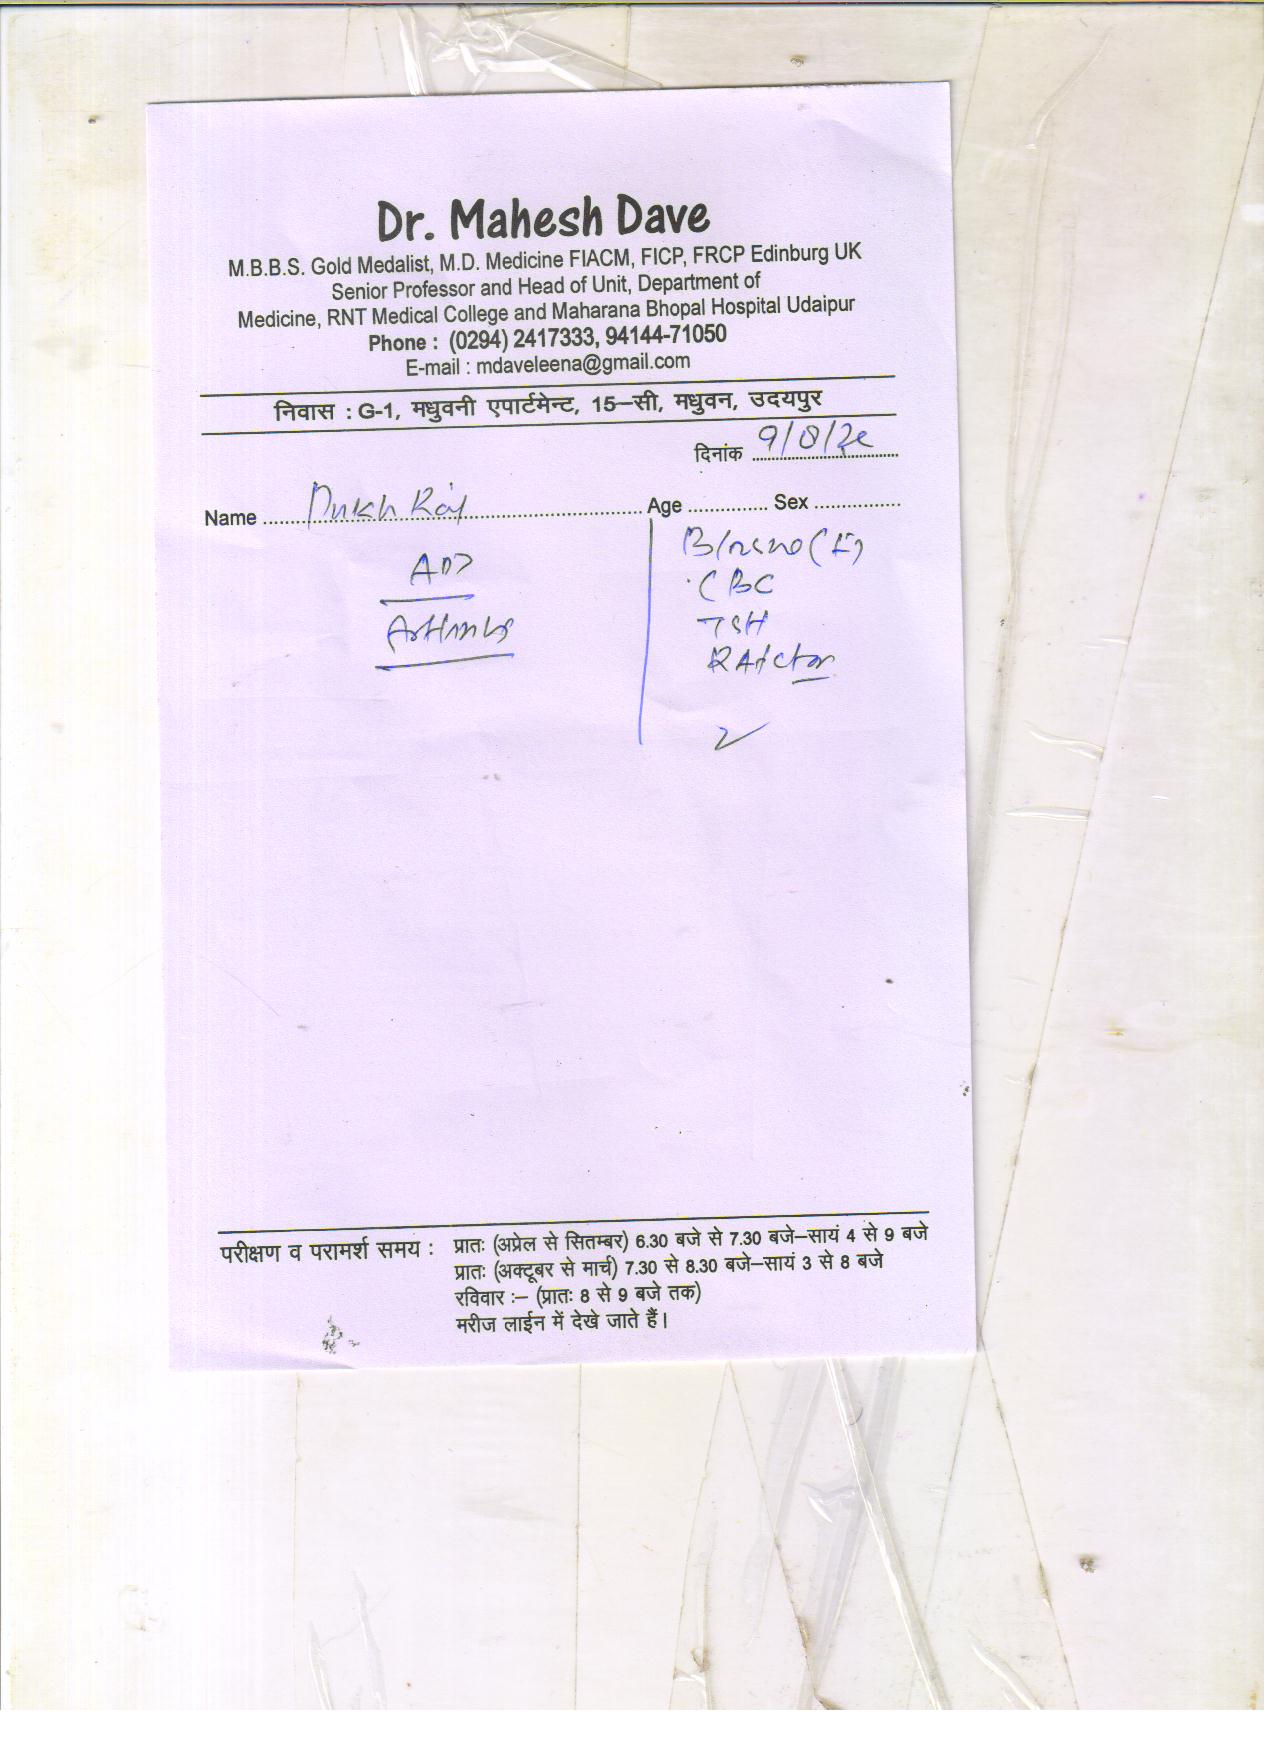 Dr. Mahesh Dave
M.B.B.S. Gold Medalist, M.D. Medicine FIACM, FICP, FRCP Edinburg UK
Senior Professor and Head of Unit, Department of
Medicine, RNT Medical College and Maharana Bhopal Hospital Udaipur
Phone : (0294) 2417333, 94144-71050
E-mail : mdaveleena@gmail.com
निवास : G-1, मधुवनी एपार्टमेन्ट, 15–सी, मधुवन, उदयपुर
दिनांक 9/8/
Name Age Sex
CBC
TSH
RA factor
परीक्षण व परामर्श समय : प्रातः (अप्रेल से सितम्बर) 6.30 बजे से 7.30 बजे–सायं 4 से 9 बजे
प्रातः (अक्टूबर से मार्च) 7.30 से 8.30 बजे–सायं 3 से 8 बजे
रविवार :– (प्रातः 8 से 9 बजे तक)
मरीज लाईन में देखे जाते हैं।